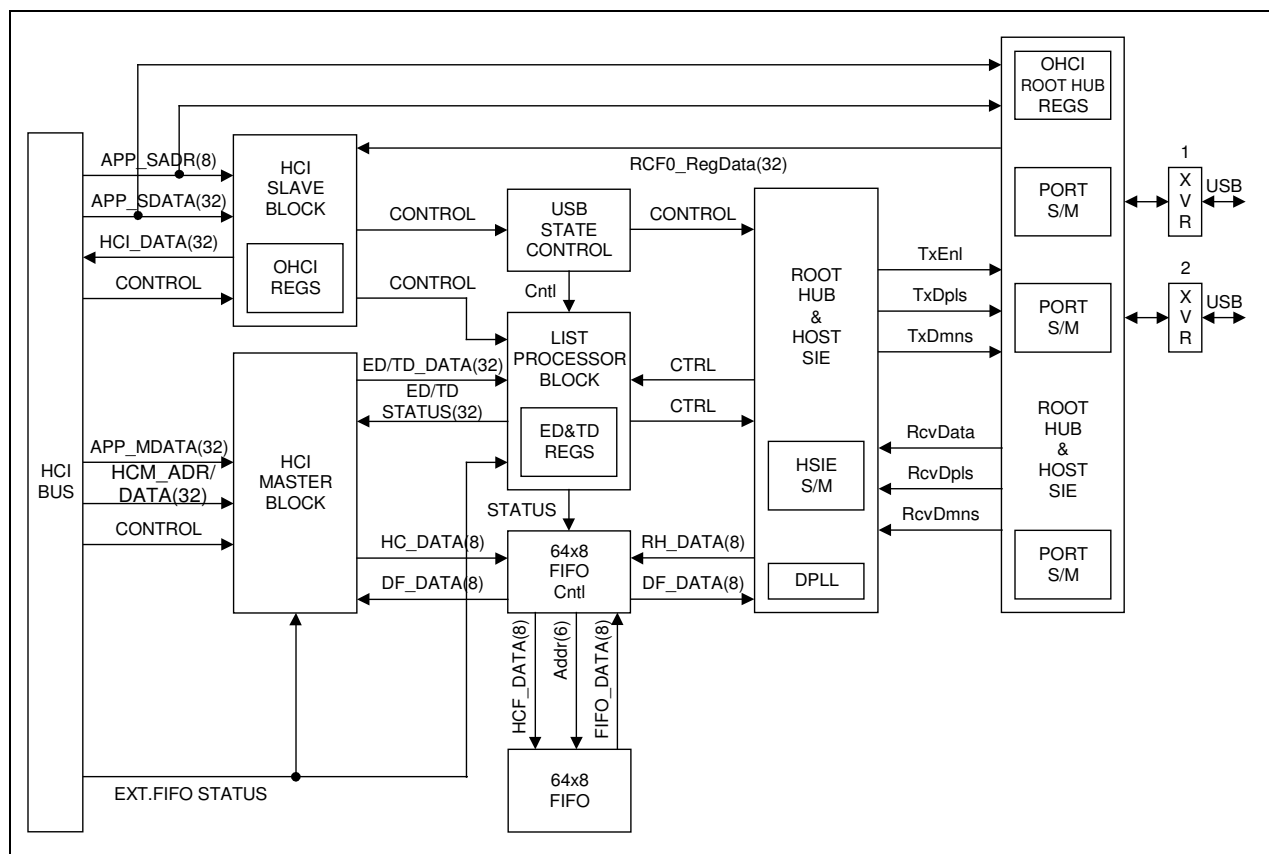 HCI
BUS
APP_SADR(8)
APP_SDATA(32)
HCI_DATA(32)
CONTROL
APP_MDATA(32)
HCM_ADR/
DATA(32)
CONTROL
EXT.FIFO STATUS
HCI
SLAVE
BLOCK
OHCI
REGS
HCI
MASTER
BLOCK
RCF0_RegData(32)
CONTROL
CONTROL
ED/TD_DATA(32)
ED/TD
STATUS(32)
HC_DATA(8)
DF_DATA(8)
USB
STATE
CONTROL
Cntl
LIST
PROCESSOR
BLOCK
ED&TD
REGS
STATUS
64x8
FIFO
Cntl
HCF_DATA(8)
Addr(6)
FIFO_DATA(8)
64x8
FIFO
CONTROL
CTRL
CTRL
RH_DATA(8)
DF_DATA(8)
ROOT
HUB
&
HOST
SIE
HSIE
S/M
DPLL
TxEnl
TxDpls
TxDmns
RcvData
RcvDpls
RcvDmns
OHCI
ROOT HUB
REGS
PORT
S/M
PORT
S/M
ROOT
HUB
&
HOST
SIE
PORT
S/M
1
X
V
R
USB
2
X
V
R
USB